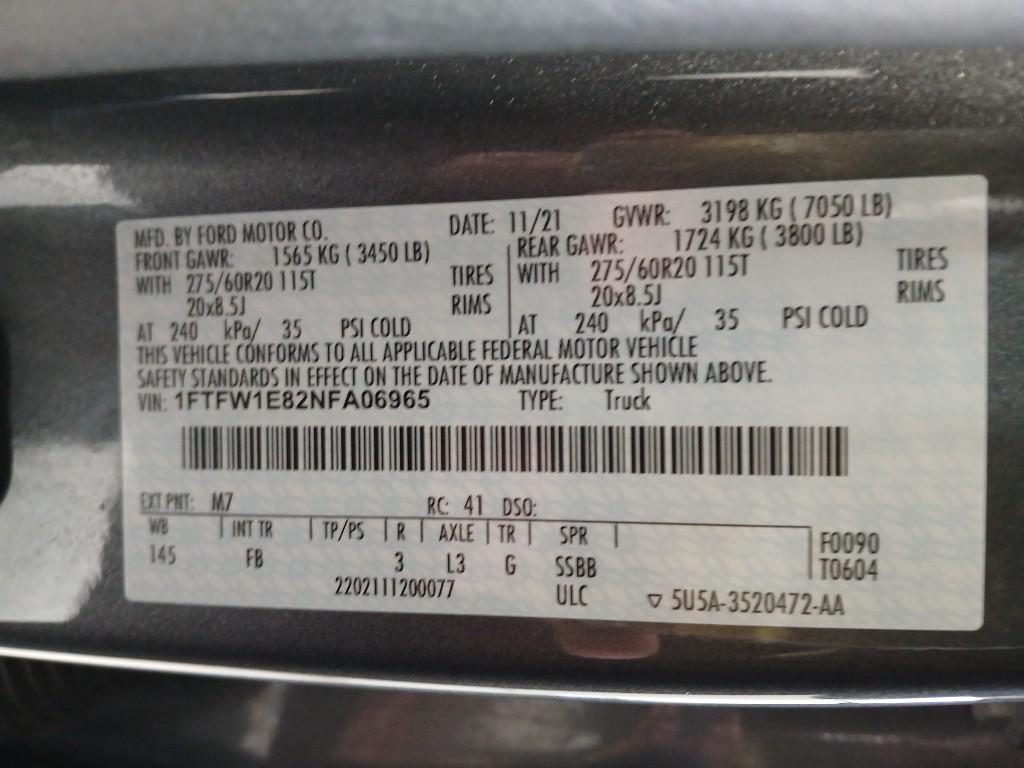 MFD. BY FORD MOTOR CO. DATE: 11/21 GVWR: 3198 KG ( 7050 LB)
FRONT GAWR: 1565 KG ( 3450 LB) REAR GAWR: 1724 KG ( 3800 LB)
WITH 275/60R20 115T TIRES WITH 275/60R20 115T TIRES
20x8.5J RIMS 20x8.5J RIMS
AT 240 kPa/ 35 PSI COLD AT 240 kPa/ 35 PSI COLD
THIS VEHICLE CONFORMS TO ALL APPLICABLE FEDERAL MOTOR VEHICLE
SAFETY STANDARDS IN EFFECT ON THE DATE OF MANUFACTURE SHOWN ABOVE.
VIN: 1FTFW1E82NFA06965 TYPE: Truck
EXT PNT: M7 RC: 41 DSO:
WB | INT TR | TP/PS | R | AXLE | TR | SPR | F0090
145 FB 3 L3 G SSBB T0604
2202111200077 ULC ▽ 5U5A-3520472-AA